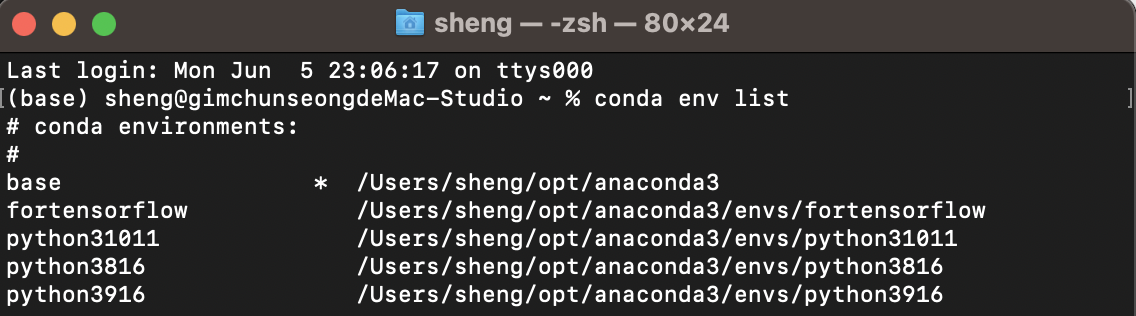 sheng — -zsh — 80×24
Last login: Mon Jun  5 23:06:17 on ttys000
[(base) sheng@gimchunseongdeMac-Studio ~ % conda env list ]
# conda environments:
#
base                  *  /Users/sheng/opt/anaconda3
fortensorflow            /Users/sheng/opt/anaconda3/envs/fortensorflow
python31011              /Users/sheng/opt/anaconda3/envs/python31011
python3816               /Users/sheng/opt/anaconda3/envs/python3816
python3916               /Users/sheng/opt/anaconda3/envs/python3916